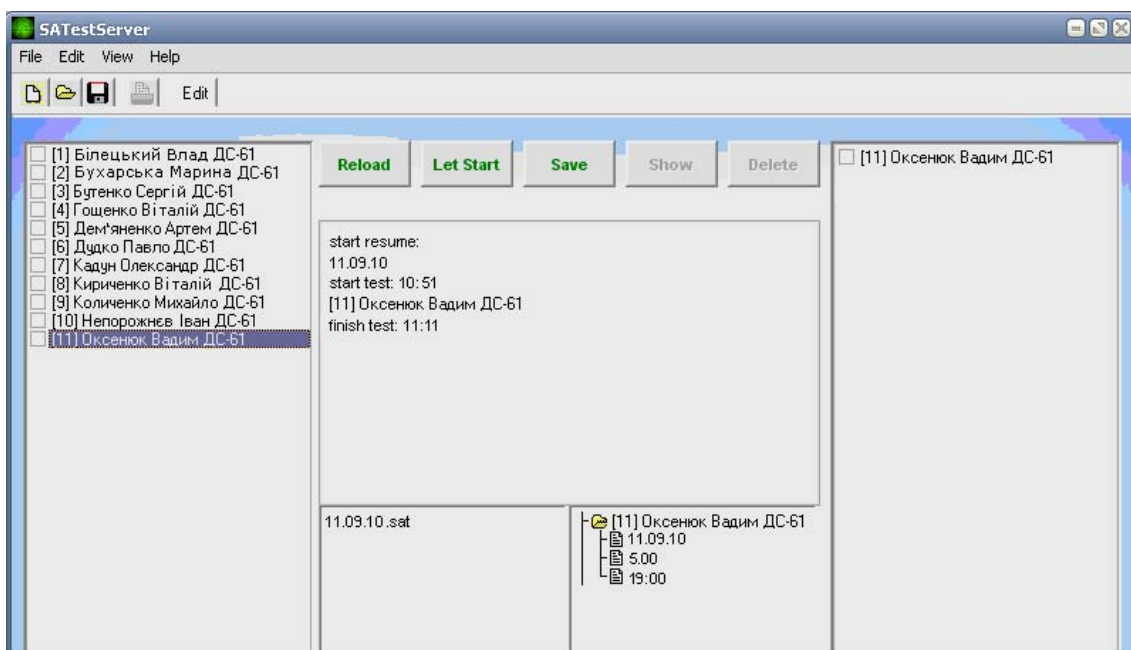 SATestServer
File Edit View Help
Edit
[1] Білецький Влад ДС-61
[2] Бухарська Марина ДС-61
[3] Бутенко Сергій ДС-61
[4] Гощенко Віталій ДС-61
[5] Дем'яненко Артем ДС-61
[6] Дудко Павло ДС-61
[7] Кадун Олександр ДС-61
[8] Кириченко Віталій ДС-61
[9] Количенко Михайло ДС-61
[10] Непорожнєв Іван ДС-61
[11] Оксенюк Вадим ДС-61
Reload Let Start Save Show Delete
start resume:
11.09.10
start test: 10:51
[11] Оксенюк Вадим ДС-61
finish test: 11:11
11.09.10.sat
[11] Оксенюк Вадим ДС-61
11.09.10
5.00
19:00
[11] Оксенюк Вадим ДС-61